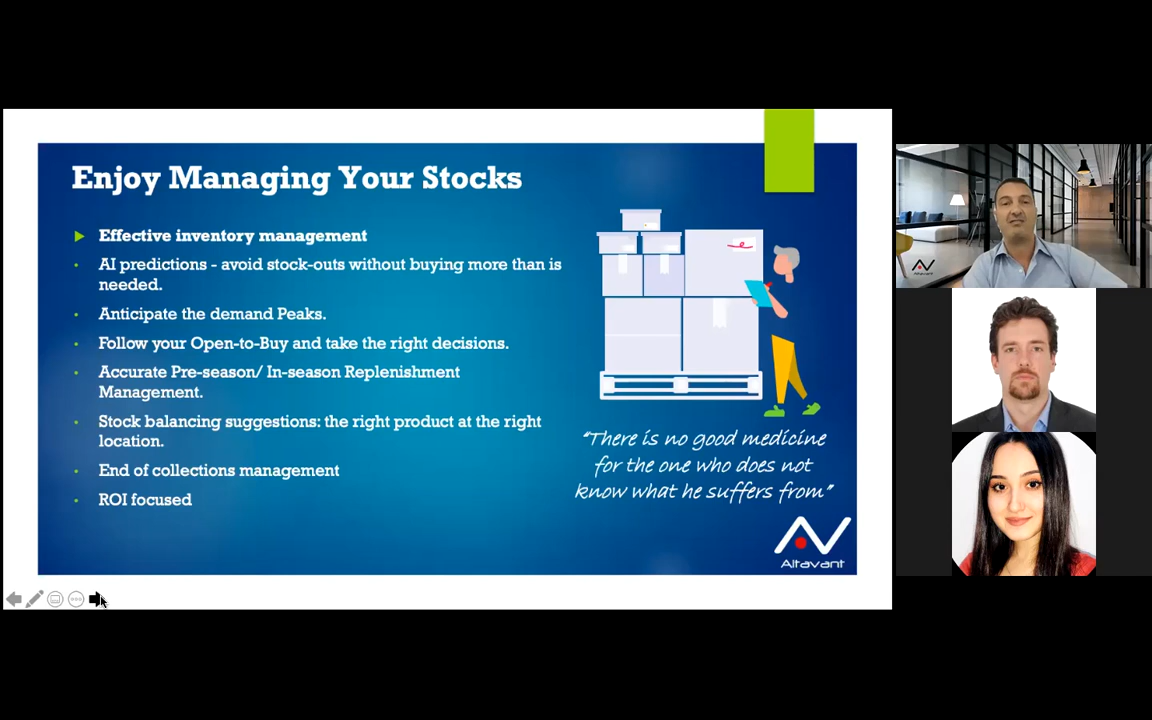 Enjoy Managing Your Stocks
Effective inventory management
AI predictions - avoid stock-outs without buying more than is
needed.
Anticipate the demand Peaks.
Follow your Open-to-Buy and take the right decisions.
Accurate Pre-season/ In-season Replenishment
Management.
Stock balancing suggestions: the right product at the right
location.
End of collections management
ROI focused
“There is no good medicine
for the one who does not
know what he suffers from”
Altavant
Altavant